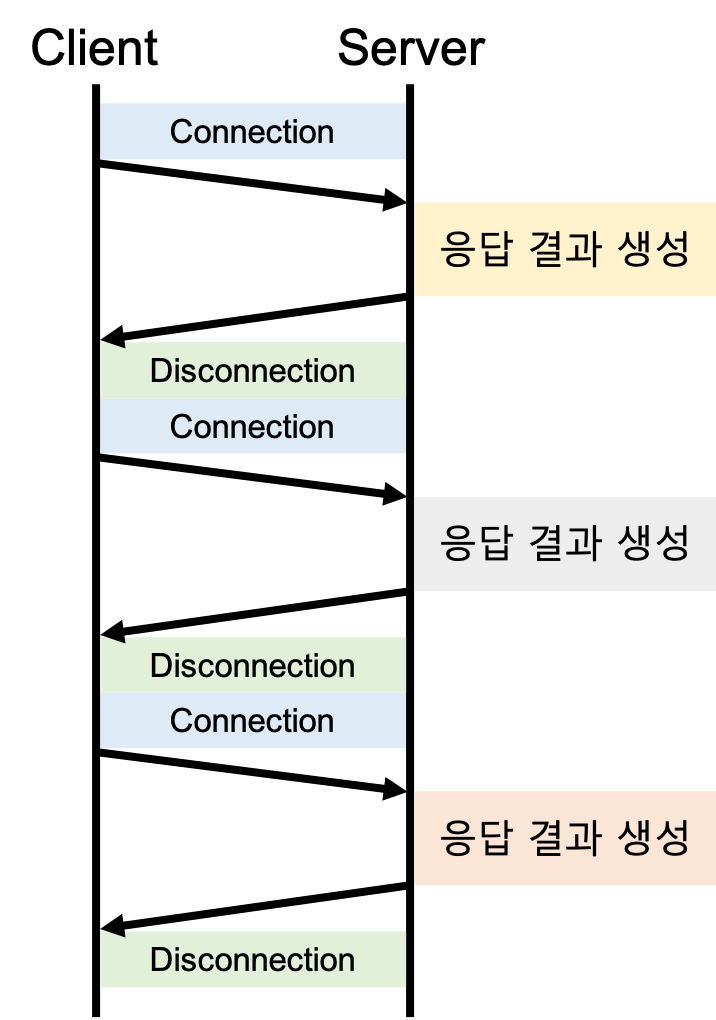 Client
Server
Connection
응답 결과 생성
Disconnection
Connection
응답 결과 생성
Disconnection
Connection
응답 결과 생성
Disconnection